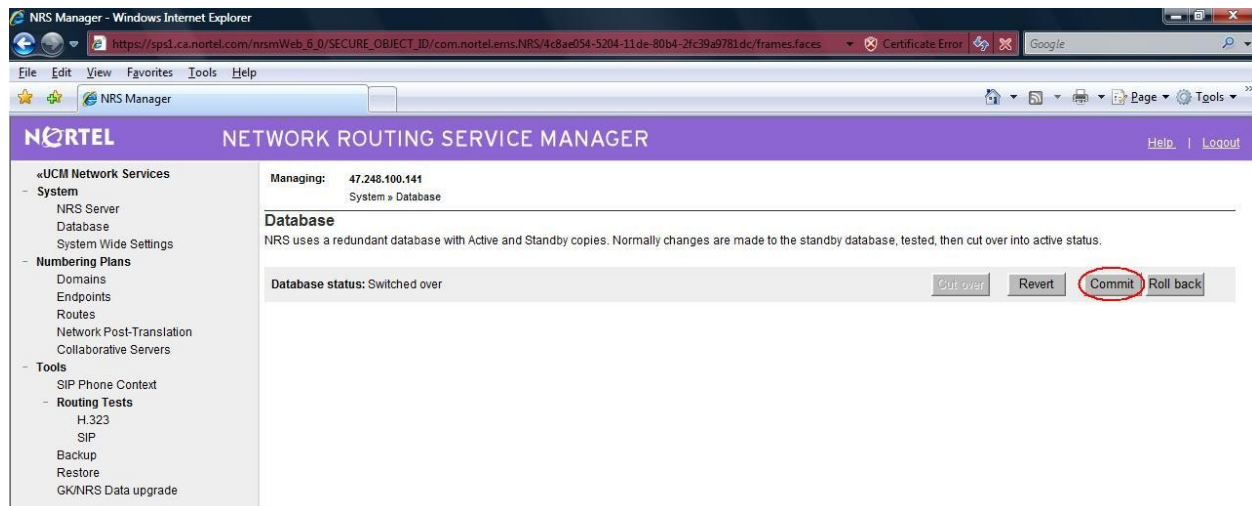 NRS Manager - Windows Internet Explorer
https://sps1.ca.nortel.com/nrsmWeb_6_0/SECURE_OBJECT_ID/com.nortel.ems.NRS/4c8ae054-5204-11de-80b4-2fc39a9781dc/frames.faces
Certificate Error
Google
File Edit View Favorites Tools Help
NRS Manager
Page Tools
NORTEL
NETWORK ROUTING SERVICE MANAGER
Help | Logout
«UCM Network Services
- System
NRS Server
Database
System Wide Settings
- Numbering Plans
Domains
Endpoints
Routes
Network Post-Translation
Collaborative Servers
- Tools
SIP Phone Context
- Routing Tests
H.323
SIP
Backup
Restore
GK/NRS Data upgrade
Managing: 47.248.100.141
System » Database
Database
NRS uses a redundant database with Active and Standby copies. Normally changes are made to the standby database, tested, then cut over into active status.
Database status: Switched over
Cut over Revert Commit Roll back